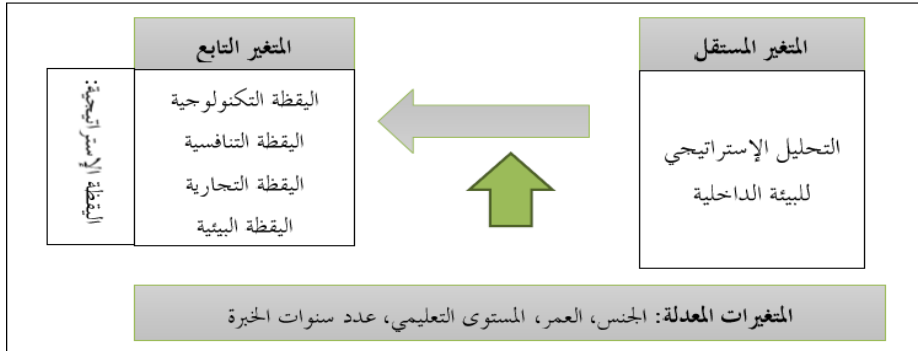 المتغير المستقل
التحليل الإستراتيجي
للبيئة الداخلية
المتغير التابع
اليقظة التكنولوجية
اليقظة التنافسية
اليقظة التجارية
اليقظة البيئية
اليقظة الإستراتيجية:
المتغيرات المعدلة: الجنس، العمر، المستوى التعليمي، عدد سنوات الخبرة